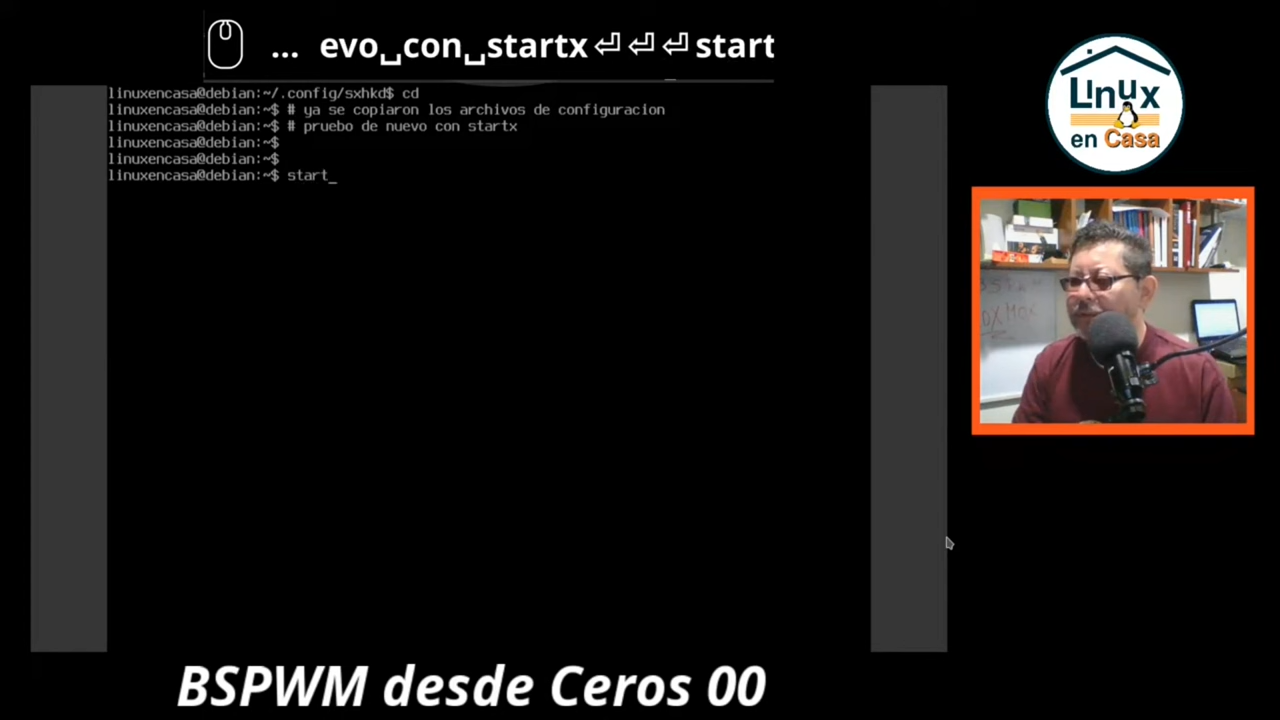 ... evo␣con␣startx⏎⏎⏎start
linuxencasa@debian:~/.config/sxhkd$ cd
linuxencasa@debian:~$ # ya se copiaron los archivos de configuracion
linuxencasa@debian:~$ # pruebo de nuevo con startx
linuxencasa@debian:~$
linuxencasa@debian:~$
linuxencasa@debian:~$ start_
LInux
en Casa
BSPWM desde Ceros 00